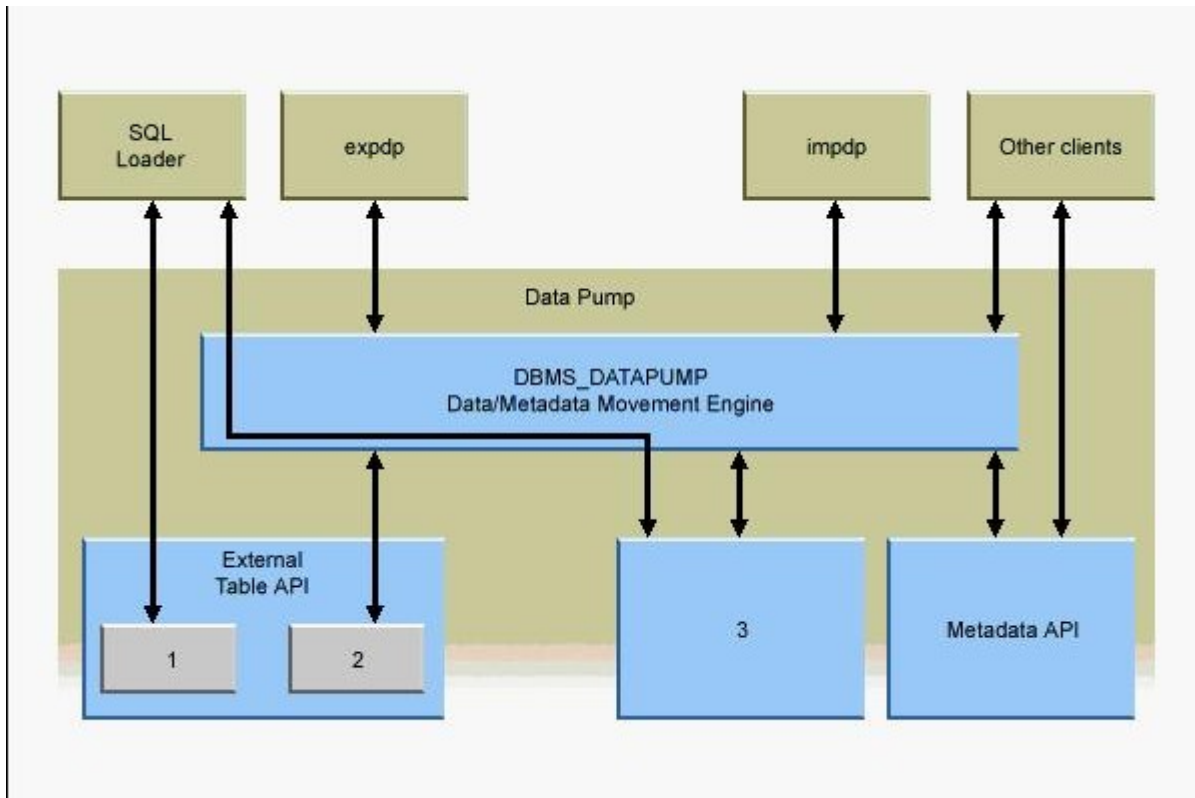 SQL
Loader
expdp
impdp
Other clients
Data Pump
DBMS_DATAPUMP
Data/Metadata Movement Engine
External
Table API
1
2
3
Metadata API